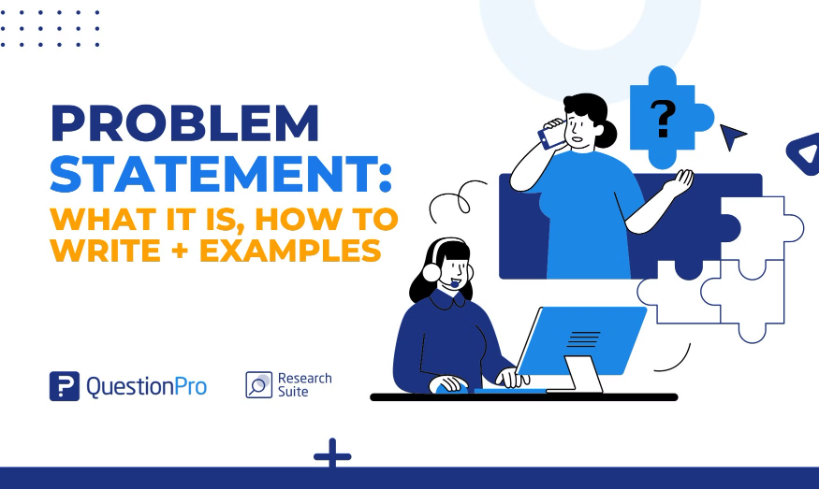 PROBLEM
STATEMENT:
WHAT IT IS, HOW TO
WRITE + EXAMPLES
?
QuestionPro
Research
Suite